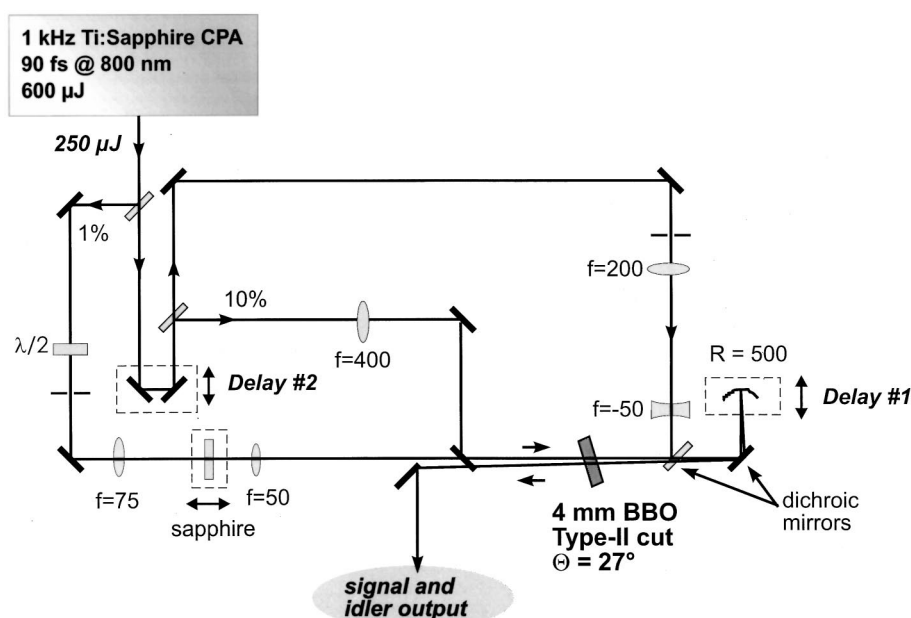 1 kHz Ti:Sapphire CPA
90 fs @ 800 nm
600 µJ
250 µJ
1%
10%
f=200
λ/2
f=400
Delay #2
R = 500
Delay #1
f=-50
f=75
f=50
sapphire
4 mm BBO
Type-II cut
Θ = 27°
dichroic
mirrors
signal and
idler output